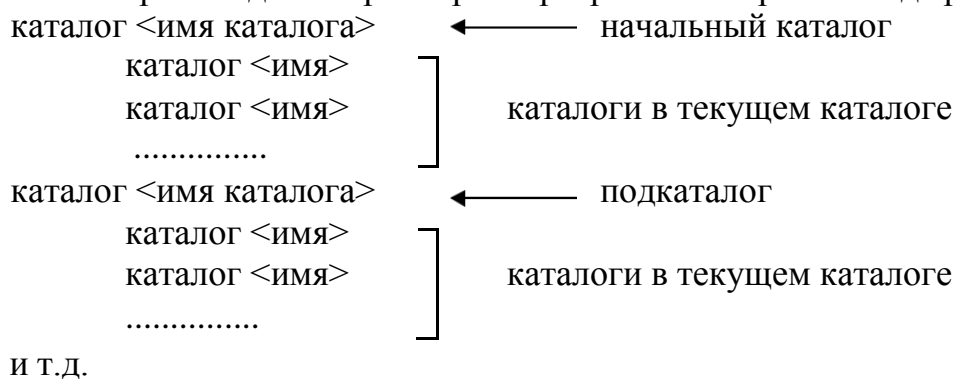 каталог <имя каталога> начальный каталог
каталог <имя>
каталог <имя> каталоги в текущем каталоге
...............
каталог <имя каталога> подкаталог
каталог <имя>
каталог <имя> каталоги в текущем каталоге
...............
и т.д.